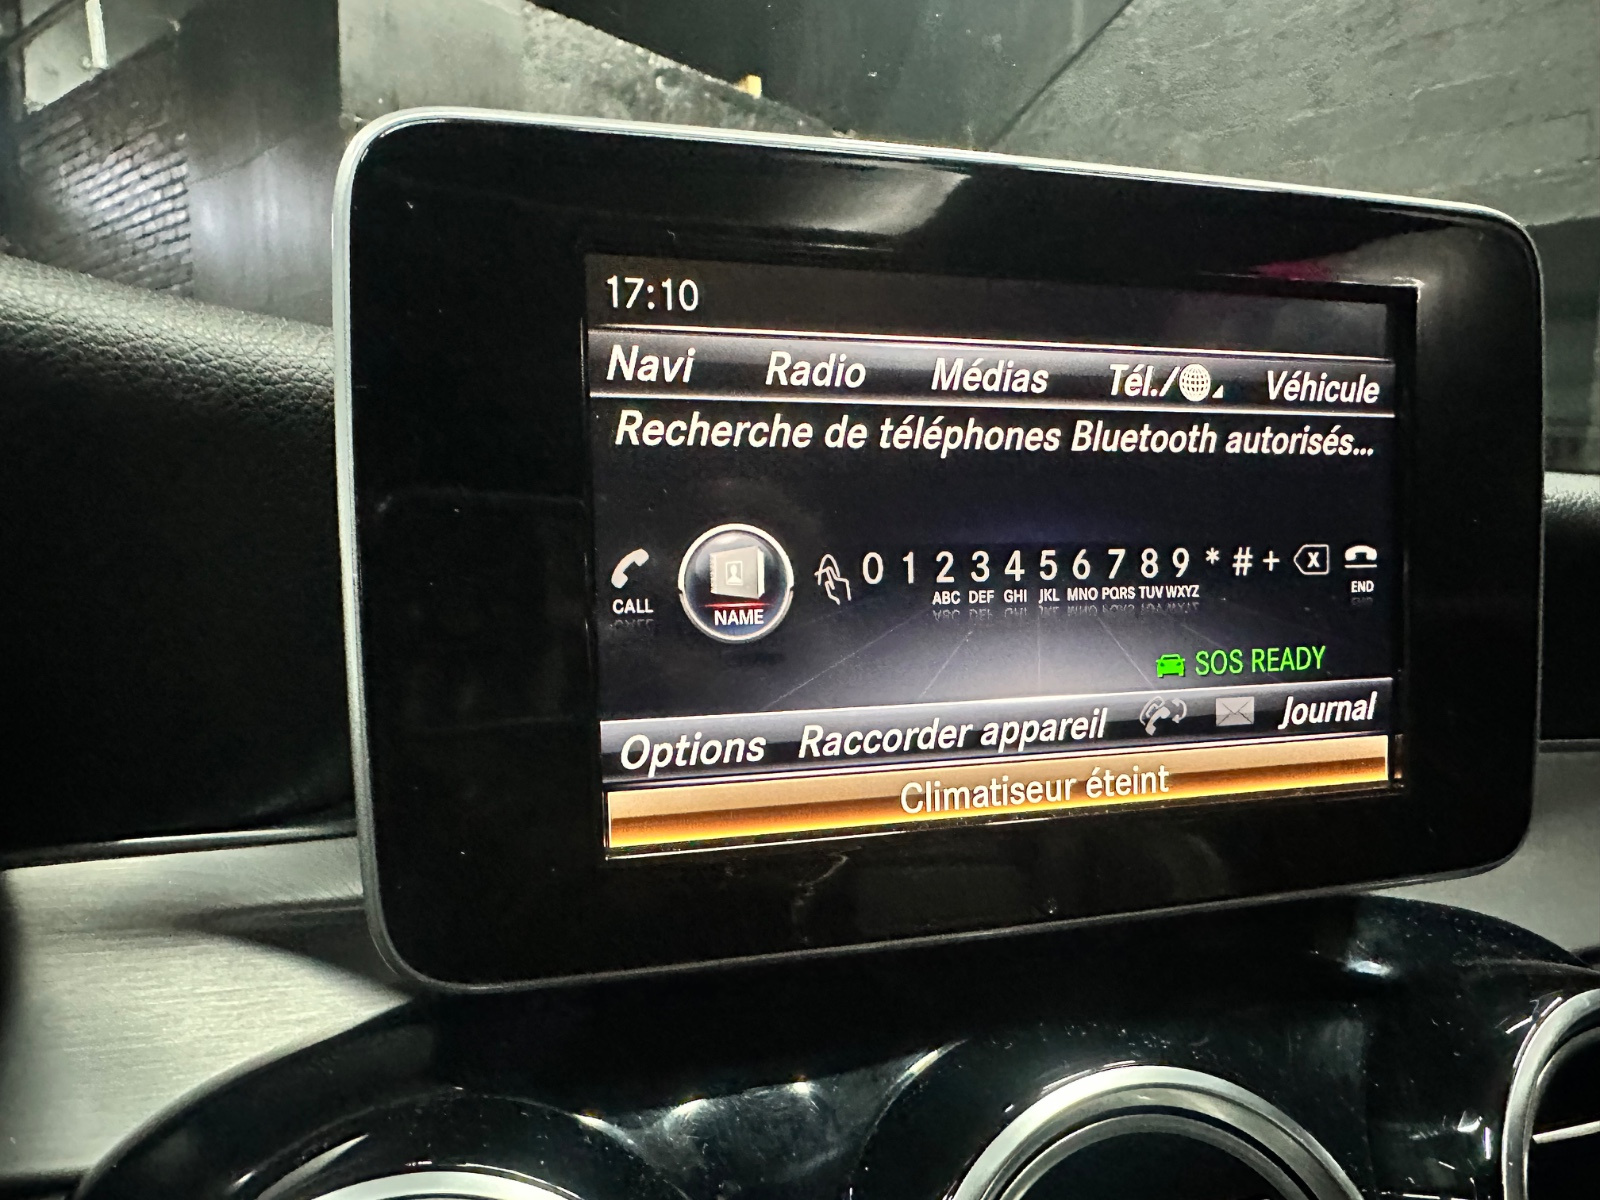 17:10
Navi Radio Médias Tél./ Véhicule
Recherche de téléphones Bluetooth autorisés...
0 1 2 3 4 5 6 7 8 9 * # + X
ABC DEF GHI JKL MNO PQRS TUV WXYZ
CALL NAME END
SOS READY
Options Raccorder appareil Journal
Climatiseur éteint